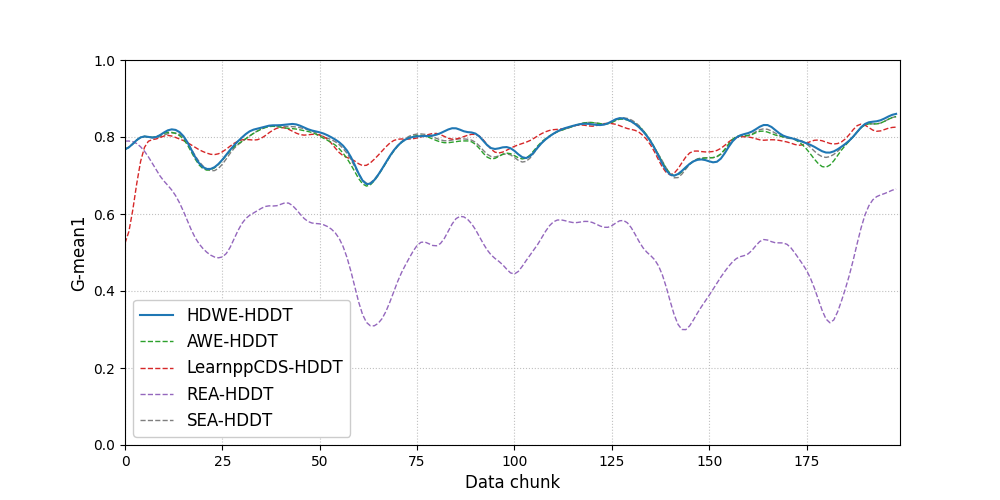 1.0
0.8
0.6
0.4
0.2
0.0
G-mean1
HDWE-HDDT
AWE-HDDT
LearnppCDS-HDDT
REA-HDDT
SEA-HDDT
0 25 50 75 100 125 150 175
Data chunk